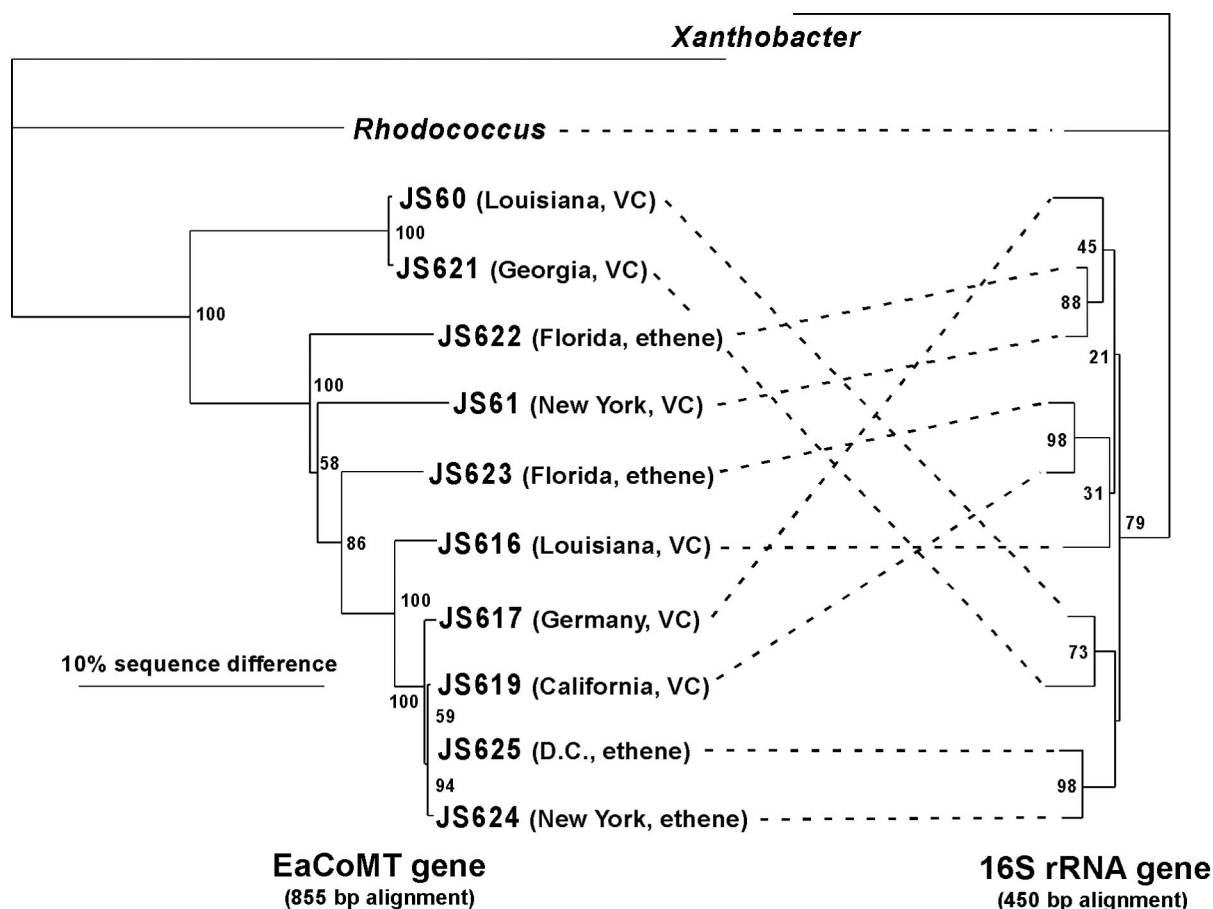 Xanthobacter
Rhodococcus
JS60 (Louisiana, VC)
45
100
JS621 (Georgia, VC)
88
100
JS622 (Florida, ethene)
21
100
JS61 (New York, VC)
98
58
JS623 (Florida, ethene)
31
79
86
JS616 (Louisiana, VC)
100
JS617 (Germany, VC)
73
10% sequence difference
JS619 (California, VC)
100
59
JS625 (D.C., ethene)
94
98
JS624 (New York, ethene)
EaCoMT gene
(855 bp alignment)
16S rRNA gene
(450 bp alignment)